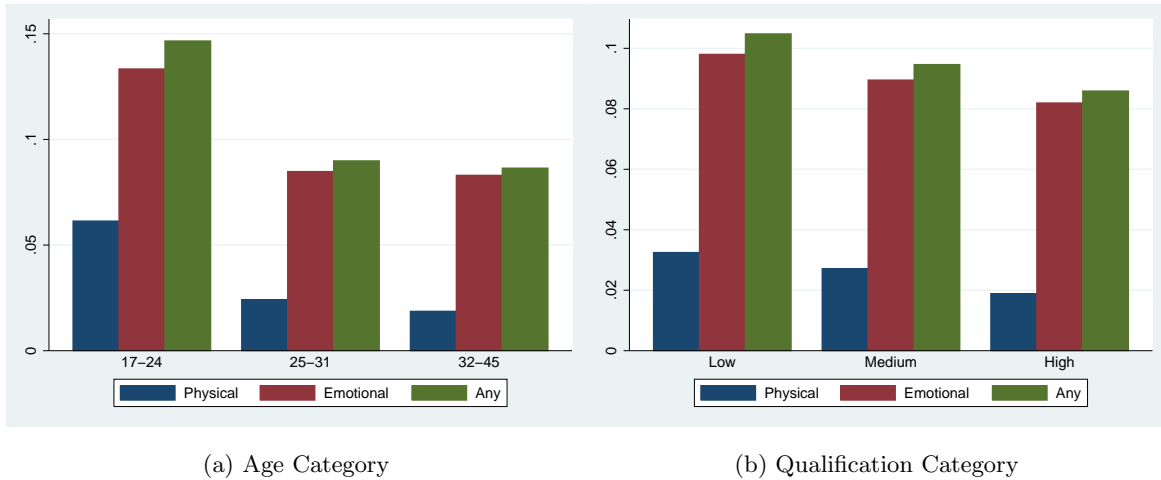 .15
.1
.05
0
17–24 25–31 32–45
Physical Emotional Any
.1
.08
.06
.04
.02
0
Low Medium High
Physical Emotional Any
(a) Age Category
(b) Qualification Category